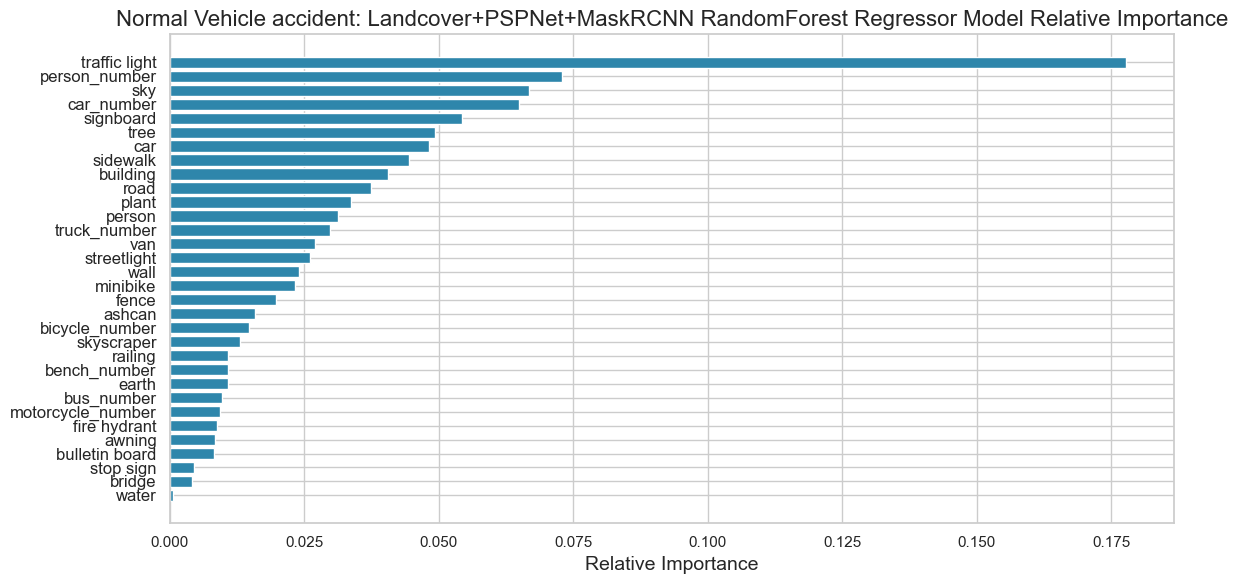 Normal Vehicle accident: Landcover+PSPNet+MaskRCNN RandomForest Regressor Model Relative Importance
traffic light
person_number
sky
car_number
signboard
tree
car
sidewalk
building
road
plant
person
truck_number
van
streetlight
wall
minibike
fence
ashcan
bicycle_number
skyscraper
railing
bench_number
earth
bus_number
motorcycle_number
fire hydrant
awning
bulletin board
stop sign
bridge
water
0.000 0.025 0.050 0.075 0.100 0.125 0.150 0.175
Relative Importance